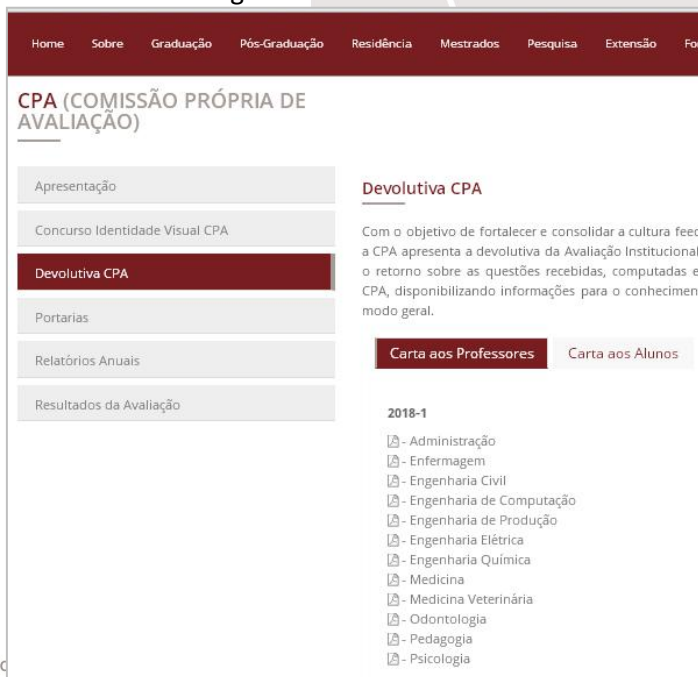 Home Sobre Graduação Pós-Graduação Residência Mestrados Pesquisa Extensão
CPA (COMISSÃO PRÓPRIA DE
AVALIAÇÃO)
Apresentação
Concurso Identidade Visual CPA
Devolutiva CPA
Portarias
Relatórios Anuais
Resultados da Avaliação
Devolutiva CPA
Com o objetivo de fortalecer e consolidar a cultura
a CPA apresenta a devolutiva da Avaliação Institucional
o retorno sobre as questões recebidas, computadas e
CPA, disponibilizando informações para o
modo geral.
Carta aos Professores Carta aos Alunos
2018-1
- Administração
- Enfermagem
- Engenharia Civil
- Engenharia de Computação
- Engenharia de Produção
- Engenharia Elétrica
- Engenharia Química
- Medicina
- Medicina Veterinária
- Odontologia
- Pedagogia
- Psicologia